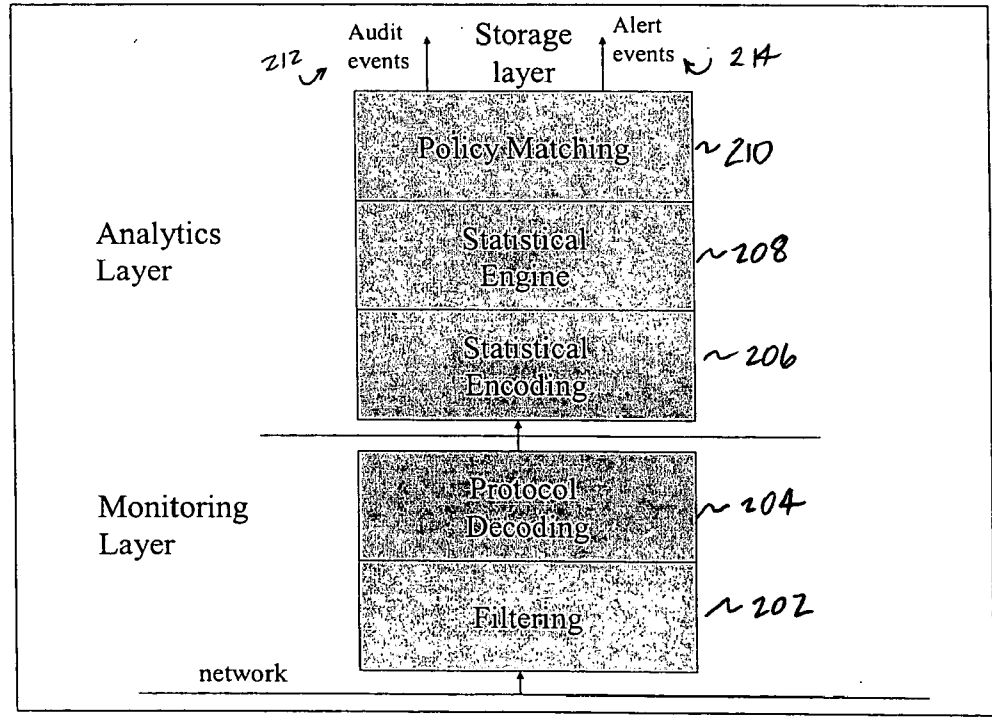 Audit
events
Storage
layer
Alert
events
212
214
Policy Matching
210
Analytics
Layer
Statistical
Engine
208
Statistical
Encoding
206
Protocol
Decoding
204
Monitoring
Layer
Filtering
202
network